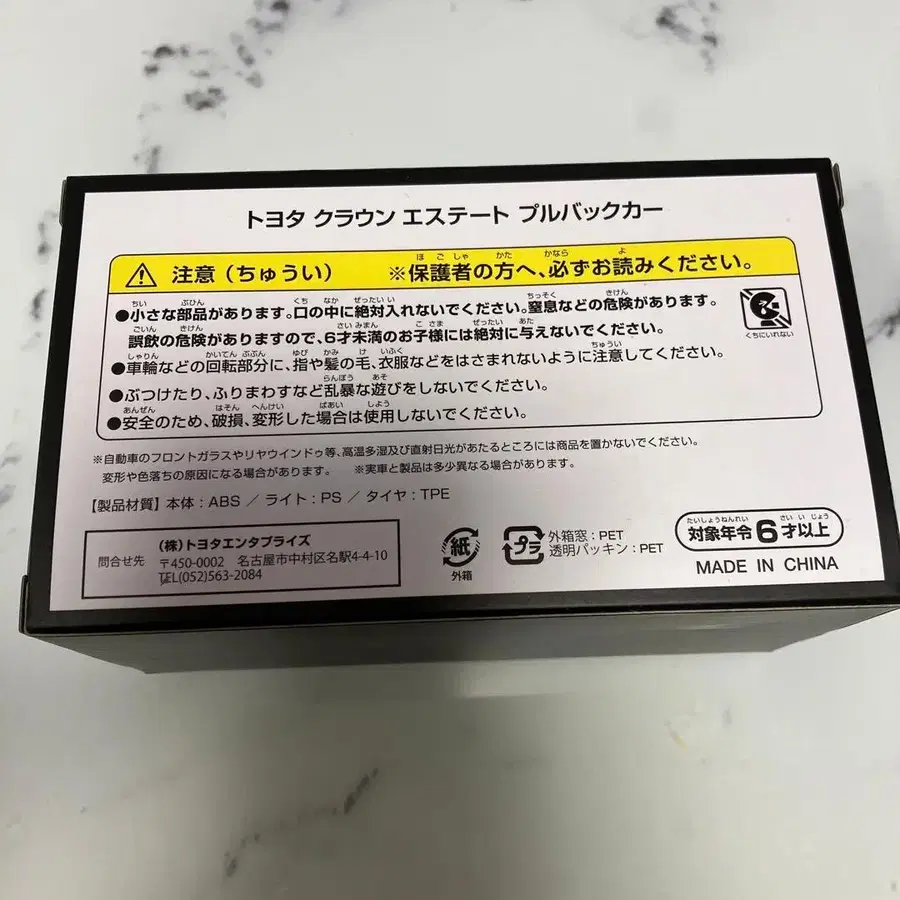 トヨタ クラウン エステート プルバックカー
注意（ちゅうい） ※保護者の方へ、必ずお読みください。
●小さな部品があります。口の中に絶対入れないでください。窒息などの危険があります。
誤飲の危険がありますので、6才未満のお子様には絶対に与えないでください。
くちにいれない
●車輪などの回転部分に、指や髪の毛、衣服などをはさまれないように注意してください。
●ぶつけたり、ふりまわすなど乱暴な遊びをしないでください。
●安全のため、破損、変形した場合は使用しないでください。
※自動車のフロントガラスやリヤウインドゥ等、高温多湿及び直射日光があたるところには商品を置かないでください。
変形や色落ちの原因になる場合があります。 ※実車と製品は多少異なる場合があります。
【製品材質】本体：ABS ／ ライト：PS ／ タイヤ：TPE
問合せ先
（株）トヨタエンタプライズ
〒450-0002 名古屋市中村区名駅4-4-10
TEL(052)563-2084
紙
外箱
プラ
外箱窓：PET
透明パッキン：PET
対象年令6才以上
MADE IN CHINA